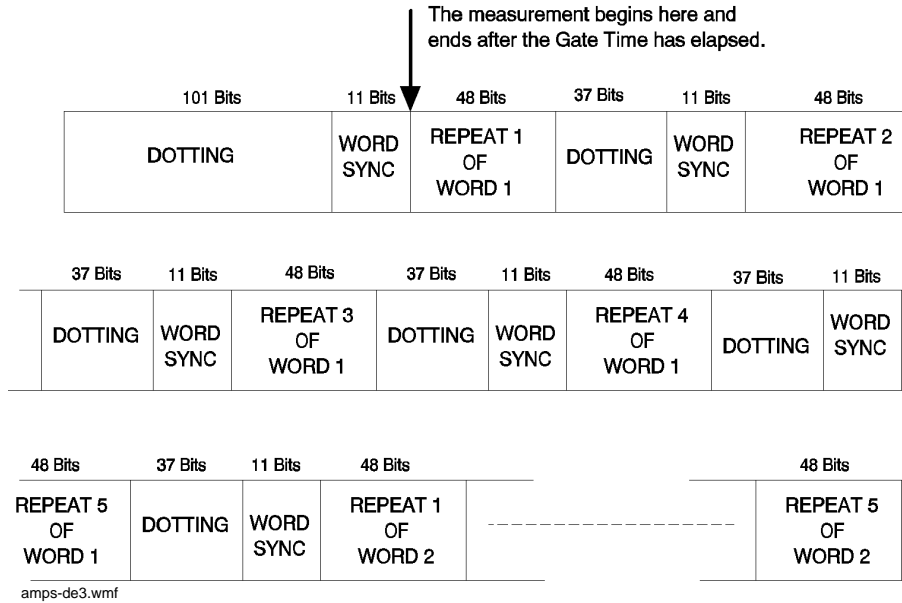 The measurement begins here and
ends after the Gate Time has elapsed.
101 Bits
11 Bits
48 Bits
37 Bits
11 Bits
48 Bits
DOTTING
WORD
SYNC
REPEAT 1
OF
WORD 1
DOTTING
WORD
SYNC
REPEAT 2
OF
WORD 1
37 Bits
11 Bits
48 Bits
37 Bits
11 Bits
48 Bits
37 Bits
11 Bits
DOTTING
WORD
SYNC
REPEAT 3
OF
WORD 1
DOTTING
WORD
SYNC
REPEAT 4
OF
WORD 1
DOTTING
WORD
SYNC
48 Bits
37 Bits
11 Bits
48 Bits
48 Bits
REPEAT 5
OF
WORD 1
DOTTING
WORD
SYNC
REPEAT 1
OF
WORD 2
REPEAT 5
OF
WORD 2
amps-de3.wmf